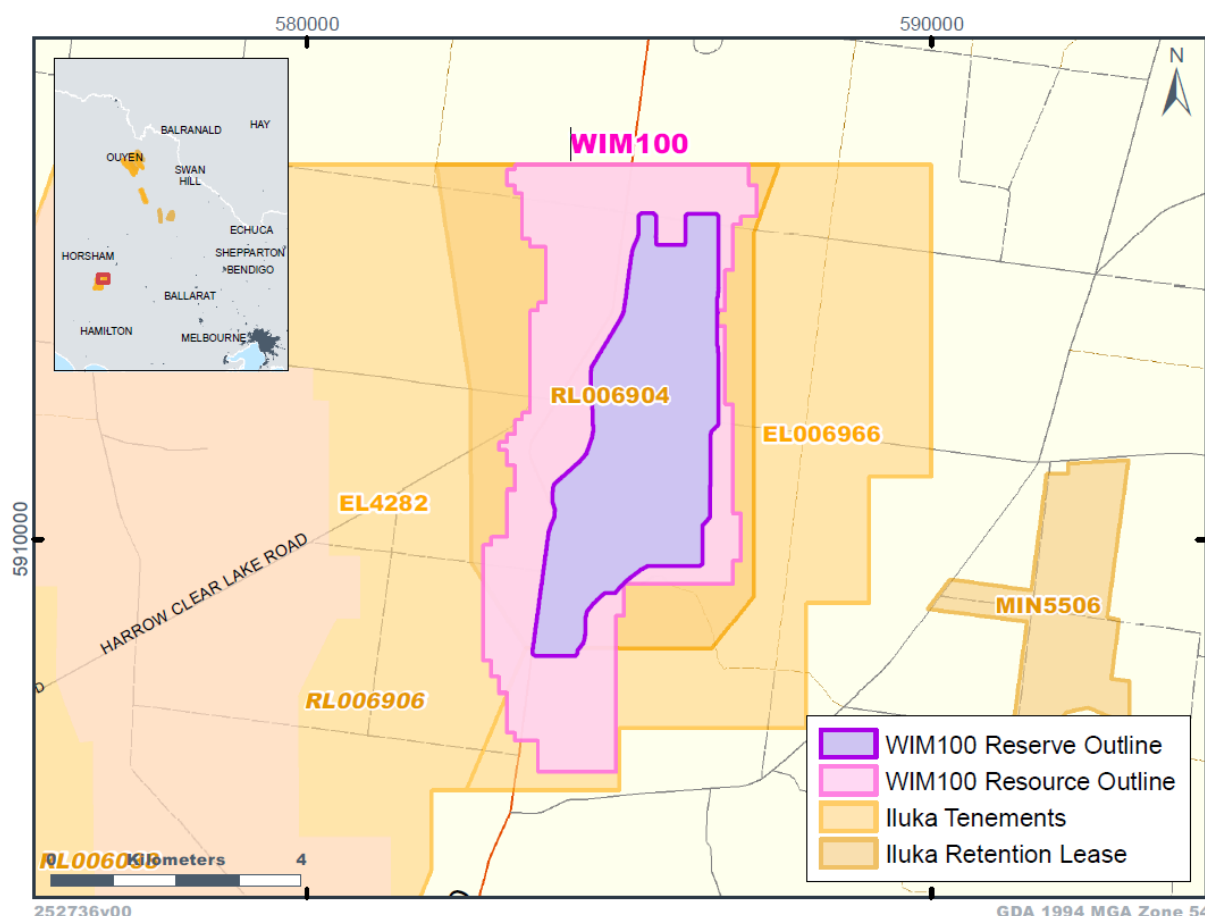 580000
590000
N
WIM100
BALRANALD
HAY
OUYEN
SWAN
HILL
ECHUCA
HORSHAM
SHEPPARTON
BENDIGO
BALLARAT
HAMILTON
MELBOURNE
RL006904
EL006966
EL4282
5910000
HARROW CLEAR LAKE ROAD
MIN5506
RL006906
WIM100 Reserve Outline
WIM100 Resource Outline
Iluka Tenements
Iluka Retention Lease
0 Kilometers 4
252736v00
GDA 1994 MGA Zone 54